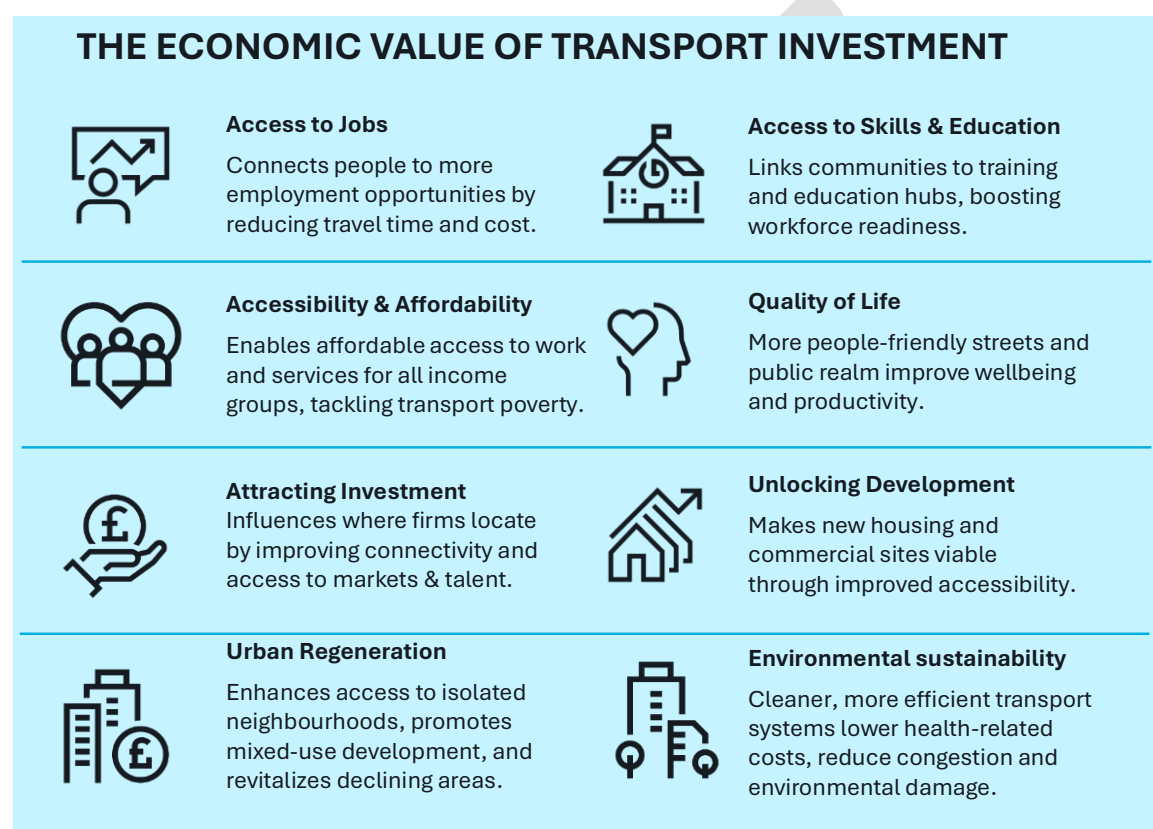 THE ECONOMIC VALUE OF TRANSPORT INVESTMENT
Access to Jobs
Connects people to more
employment opportunities by
reducing travel time and cost.
Access to Skills & Education
Links communities to training
and education hubs, boosting
workforce readiness.
Accessibility & Affordability
Enables affordable access to work
and services for all income
groups, tackling transport poverty.
Quality of Life
More people-friendly streets and
public realm improve wellbeing
and productivity.
£
Attracting Investment
Influences where firms locate
by improving connectivity and
access to markets & talent.
Unlocking Development
Makes new housing and
commercial sites viable
through improved accessibility.
£
Urban Regeneration
Enhances access to isolated
neighbourhoods, promotes
mixed-use development, and
revitalizes declining areas.
Environmental sustainability
Cleaner, more efficient transport
systems lower health-related
costs, reduce congestion and
environmental damage.